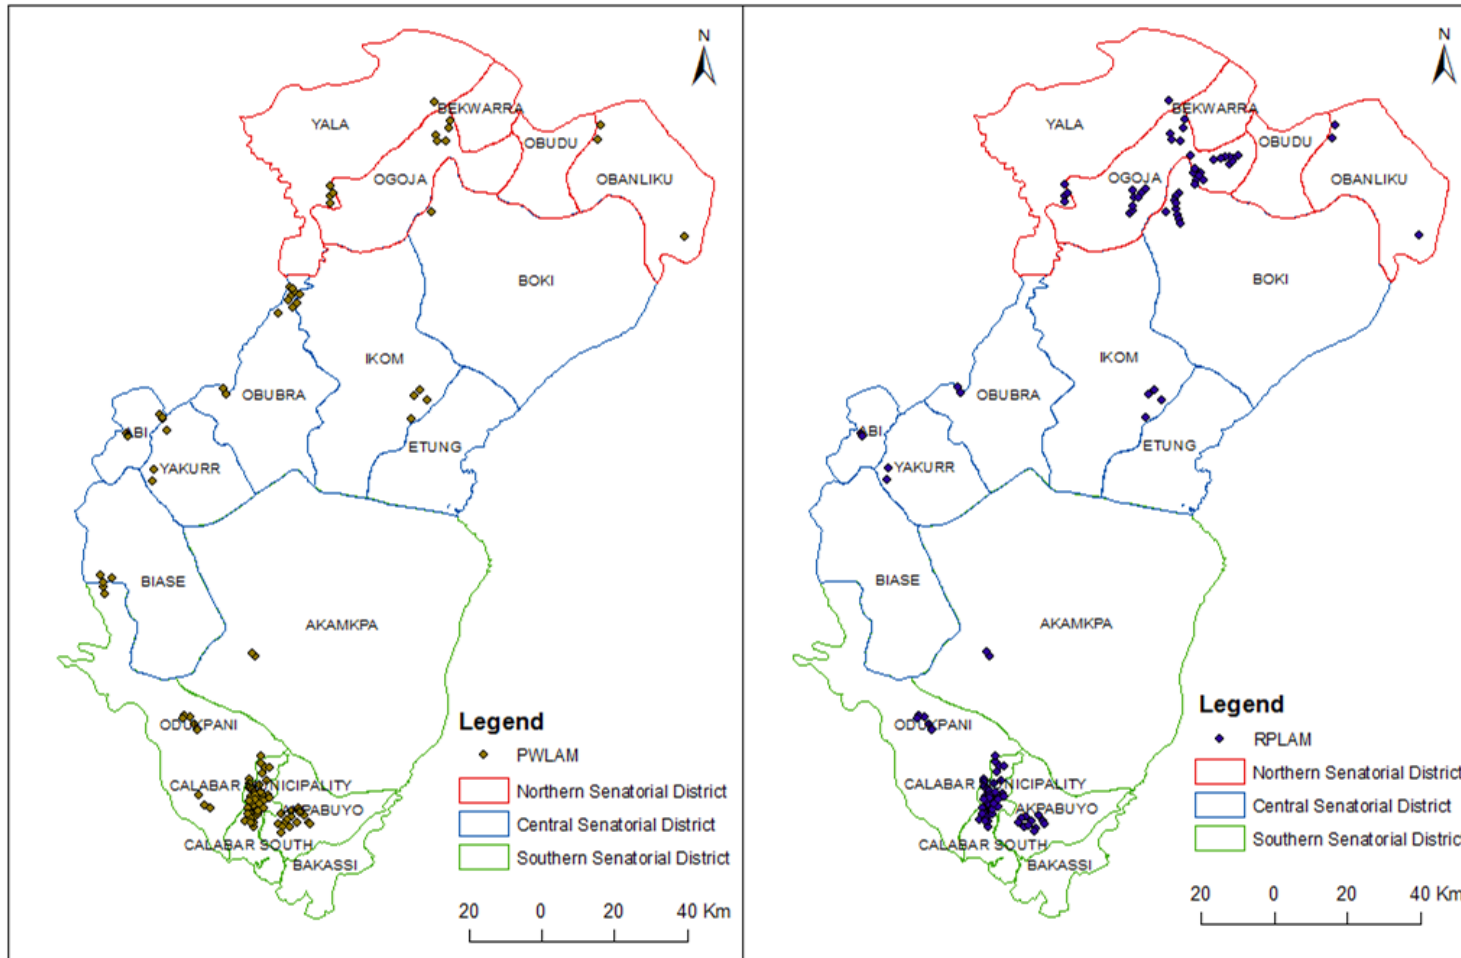 N
YALA
BEKWARRA
OBUDU
OGOJA
OBANLIKU
BOKI
IKOM
OBUBRA
ABI
ETUNG
YAKURR
BIASE
AKAMKPA
ODUKPANI
CALABAR MUNICIPALITY
AKPABUYO
CALABAR SOUTH
BAKASSI
Legend
PWLAM
Northern Senatorial District
Central Senatorial District
Southern Senatorial District
20 0 20 40 Km
N
YALA
BEKWARRA
OBUDU
OGOJA
OBANLIKU
BOKI
IKOM
OBUBRA
ABI
ETUNG
YAKURR
BIASE
AKAMKPA
ODUKPANI
CALABAR MUNICIPALITY
AKPABUYO
CALABAR SOUTH
BAKASSI
Legend
RPLAM
Northern Senatorial District
Central Senatorial District
Southern Senatorial District
20 0 20 40 Km